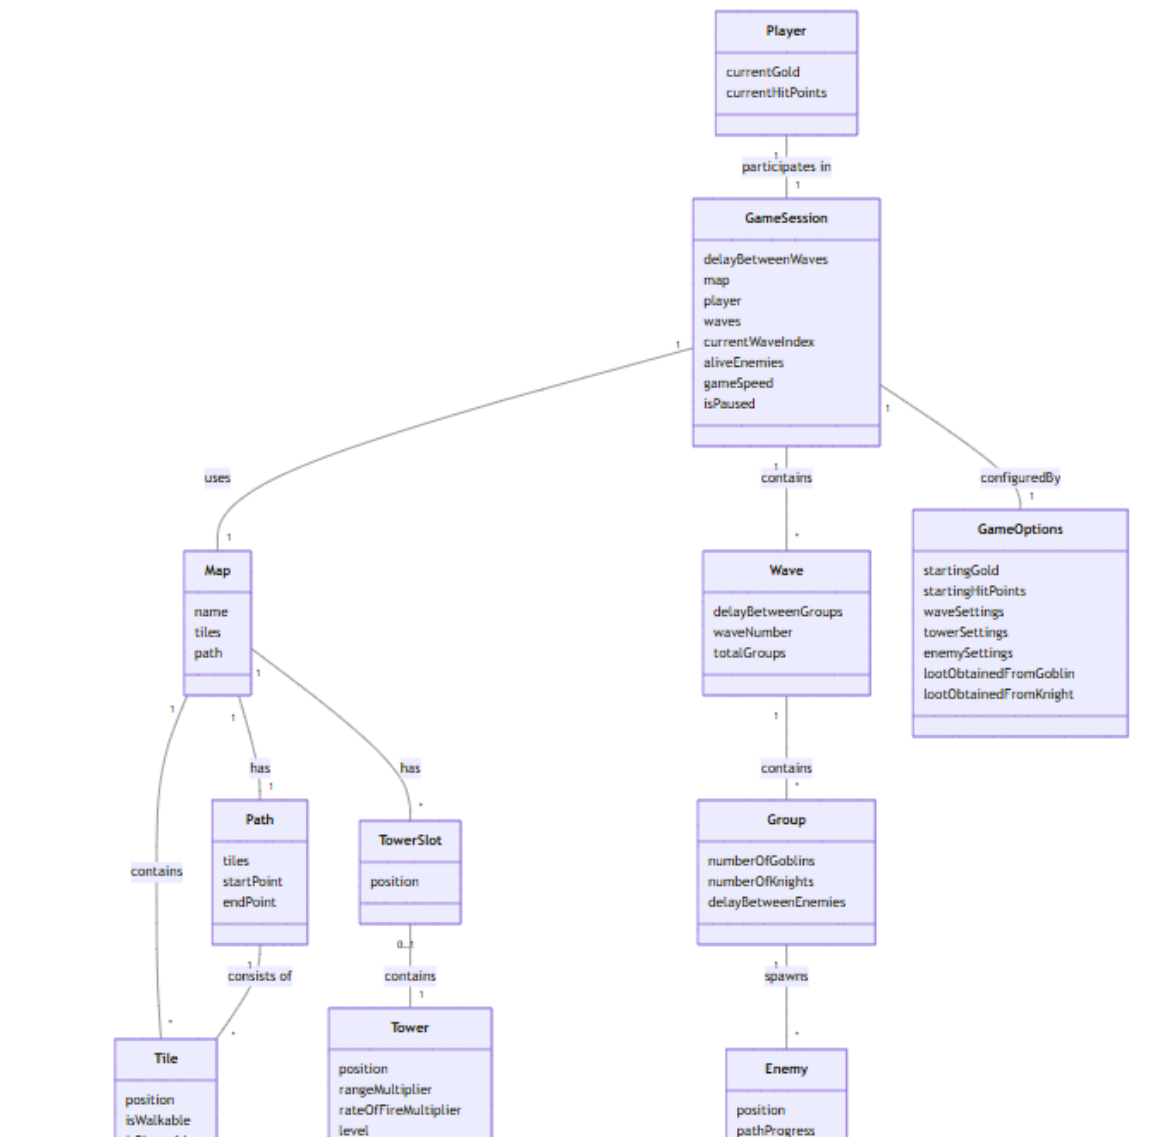 Player
currentGold
currentHitPoints
1
participates in
1
GameSession
delayBetweenWaves
map
player
waves
currentWaveIndex
aliveEnemies
gameSpeed
isPaused
1
1
1
uses
contains
configuredBy
1
1
*
GameOptions
startingGold
startingHitPoints
waveSettings
towerSettings
enemySettings
lootObtainedFromGoblin
lootObtainedFromKnight
Map
name
tiles
path
Wave
delayBetweenGroups
waveNumber
totalGroups
1
1
1
1
has
has
contains
1
*
*
Path
tiles
startPoint
endPoint
TowerSlot
position
Group
numberOfGoblins
numberOfKnights
delayBetweenEnemies
contains
0..1
1
1
consists of
contains
spawns
1
*
*
*
Tile
position
isWalkable
Tower
position
rangeMultiplier
rateOfFireMultiplier
level
Enemy
position
pathProgress